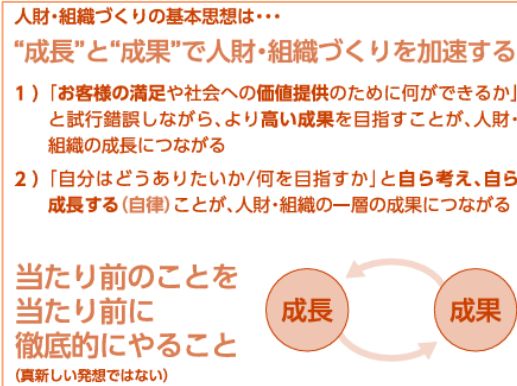 人財・組織づくりの基本思想は・・・
“成長”と“成果”で人財・組織づくりを加速する
1）「お客様の満足や社会への価値提供のために何ができるか」
と試行錯誤しながら、より高い成果を目指すことが、人財・
組織の成長につながる
2）「自分はどうありたいか/何を目指すか」と自ら考え、自ら
成長する（自律）ことが、人財・組織の一層の成果につながる
当たり前のことを
当たり前に
徹底的にやること
（真新しい発想ではない）
成長
成果